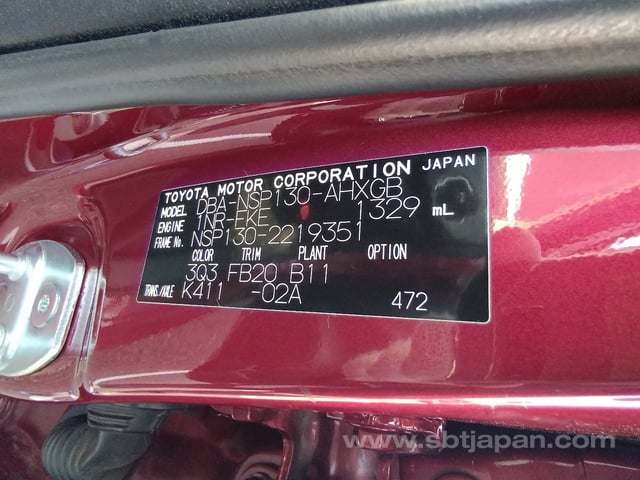 TOYOTA MOTOR CORPORATION JAPAN
MODEL DBA-NSP130-AHXGB
ENGINE 1NR-FKE 1329 mL
FRAME No. NSP130-2219351
COLOR TRIM PLANT OPTION
3Q3 FB20 B11
TRANS./AXLE K411 -02A 472
www.sbtjapan.com